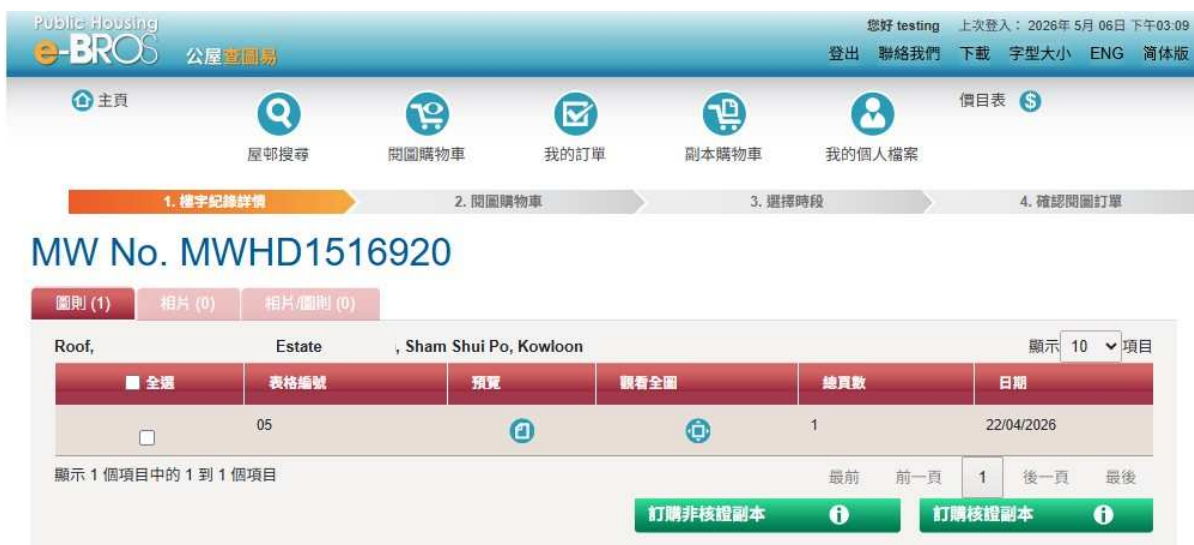 Public Housing
e-BROS 公屋查圖易
您好 testing 上次登入： 2026年 5月 06日 下午03:09
登出 聯絡我們 下載 字型大小 ENG 简体版
主頁
屋邨搜尋
閱圖購物車
我的訂單
副本購物車
我的個人檔案
價目表 $
1. 樓宇紀錄詳情
2. 閱圖購物車
3. 選擇時段
4. 確認閱圖訂單
MW No. MWHD1516920
圖則 (1) 相片 (0) 相片/圖則 (0)
Roof, Estate , Sham Shui Po, Kowloon
顯示 10 項目
全選 表格編號 預覽 觀看全圖 總頁數 日期
05 1 22/04/2026
顯示 1 個項目中的 1 到 1 個項目
最前 前一頁 1 後一頁 最後
訂購非核證副本 i
訂購核證副本 i